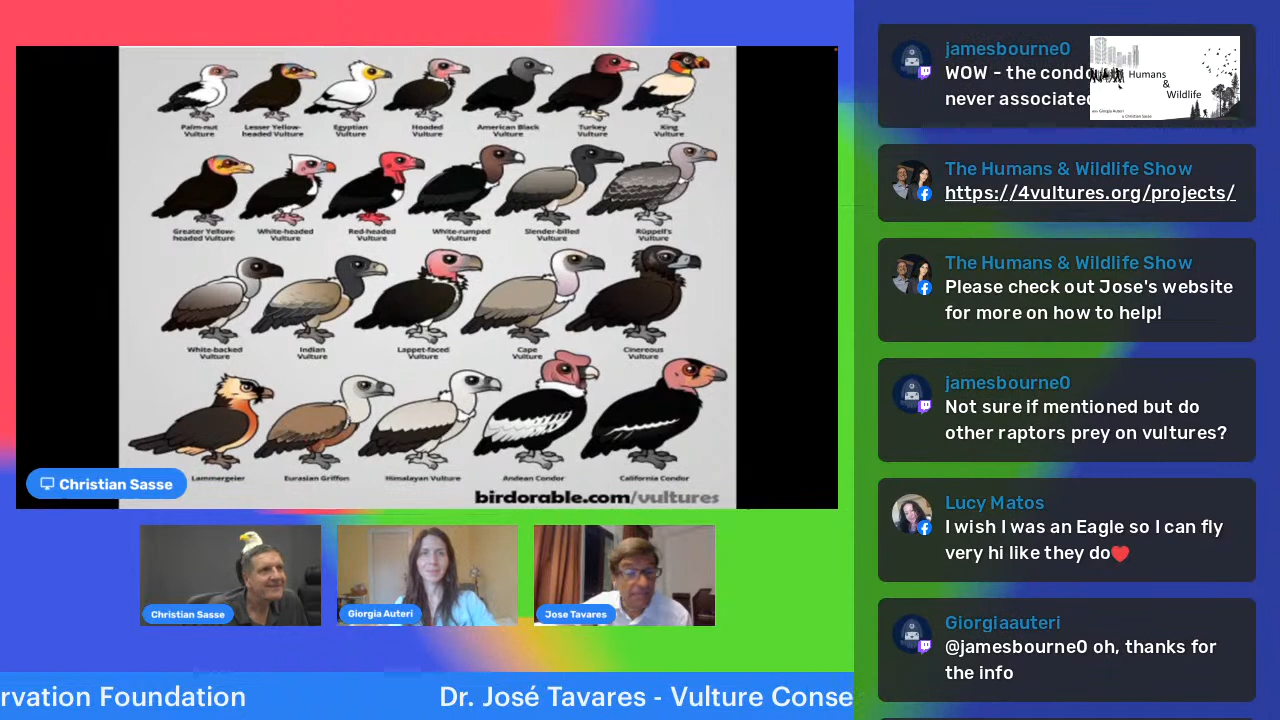 Palm-nut Vulture
Lesser Yellow-headed Vulture
Egyptian Vulture
Hooded Vulture
American Black Vulture
Turkey Vulture
King Vulture
Greater Yellow-headed Vulture
White-headed Vulture
Red-headed Vulture
White-rumped Vulture
Slender-billed Vulture
Rüppell's Vulture
White-backed Vulture
Indian Vulture
Lappet-faced Vulture
Cape Vulture
Cinereous Vulture
Lammergeier
Eurasian Griffon
Himalayan Vulture
Andean Condor
California Condor
birdorable.com/vultures
Christian Sasse
Christian Sasse
Giorgia Auteri
Jose Tavares
rvation Foundation
Dr. José Tavares - Vulture Conse
jamesbourne0
WOW - the condo
never associated
Humans
&
Wildlife
The Humans & Wildlife Show
https://4vultures.org/projects/
The Humans & Wildlife Show
Please check out Jose's website
for more on how to help!
jamesbourne0
Not sure if mentioned but do
other raptors prey on vultures?
Lucy Matos
I wish I was an Eagle so I can fly
very hi like they do❤️
Giorgiaauteri
@jamesbourne0 oh, thanks for
the info